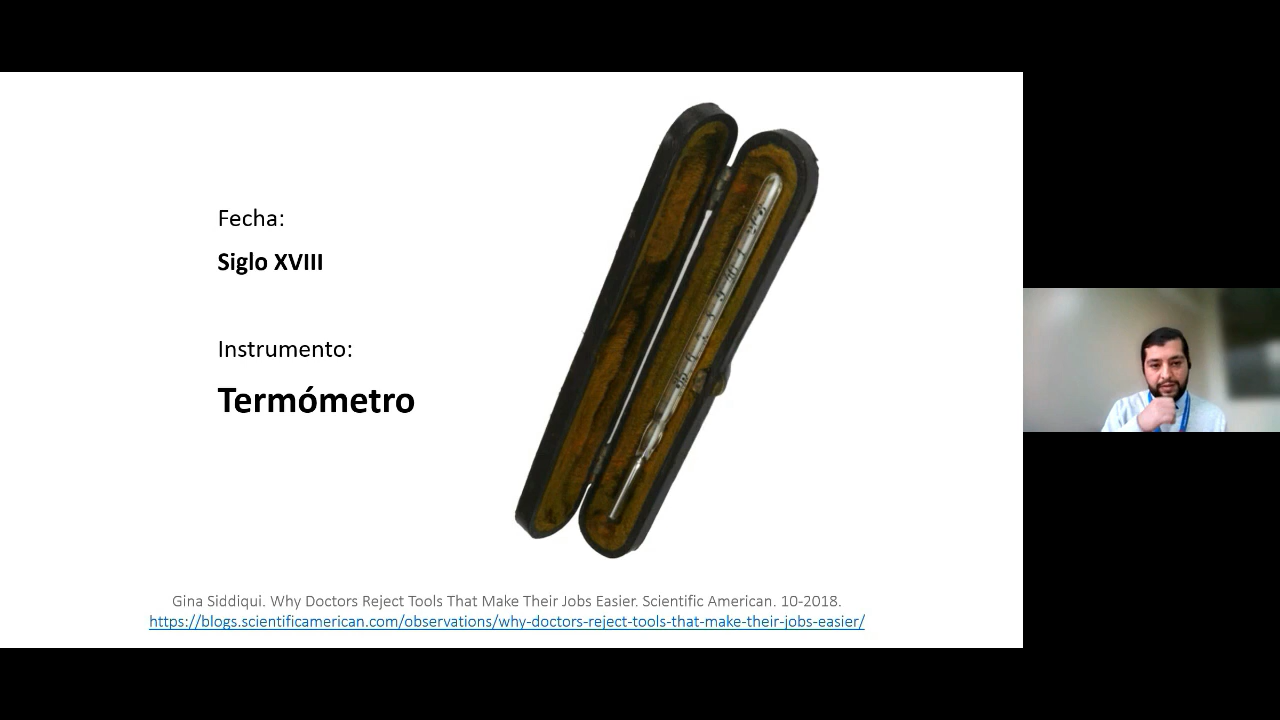 Fecha:
Siglo XVIII
Instrumento:
Termómetro
Gina Siddiqui. Why Doctors Reject Tools That Make Their Jobs Easier. Scientific American. 10-2018.
https://blogs.scientificamerican.com/observations/why-doctors-reject-tools-that-make-their-jobs-easier/